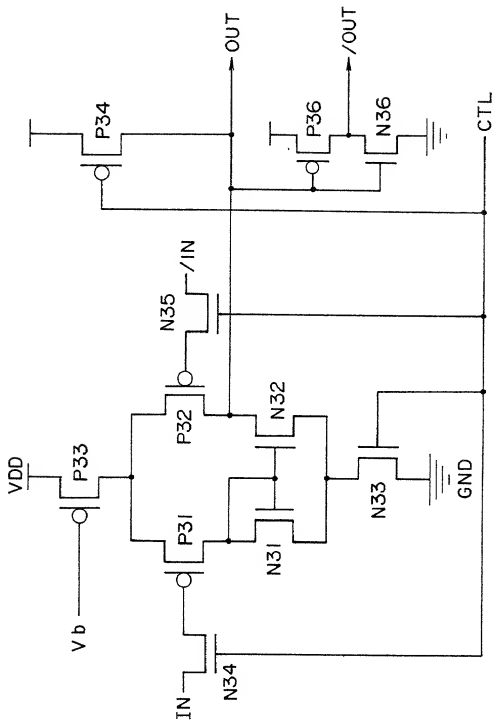 VDD
P33
Vb
P31
P32
N31
N32
N33
GND
IN
N34
N35
/IN
P34
OUT
P36
/OUT
N36
CTL